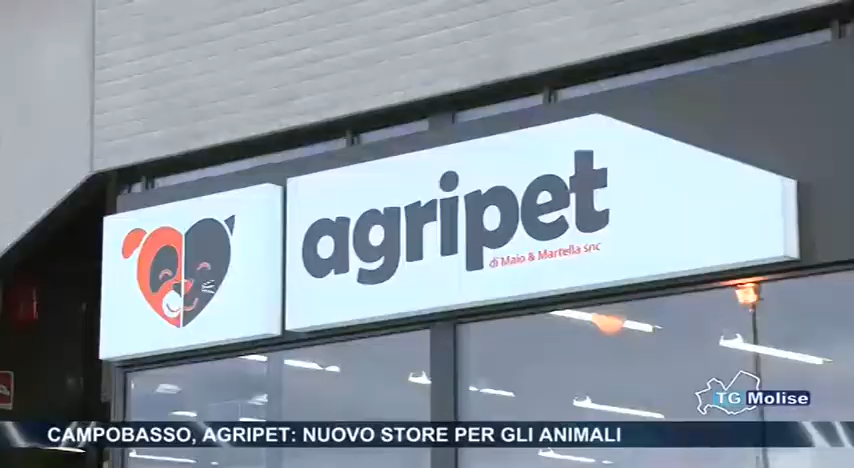 agripet
di Maio & Martella snc
TG Molise
CAMPOBASSO, AGRIPET: NUOVO STORE PER GLI ANIMALI